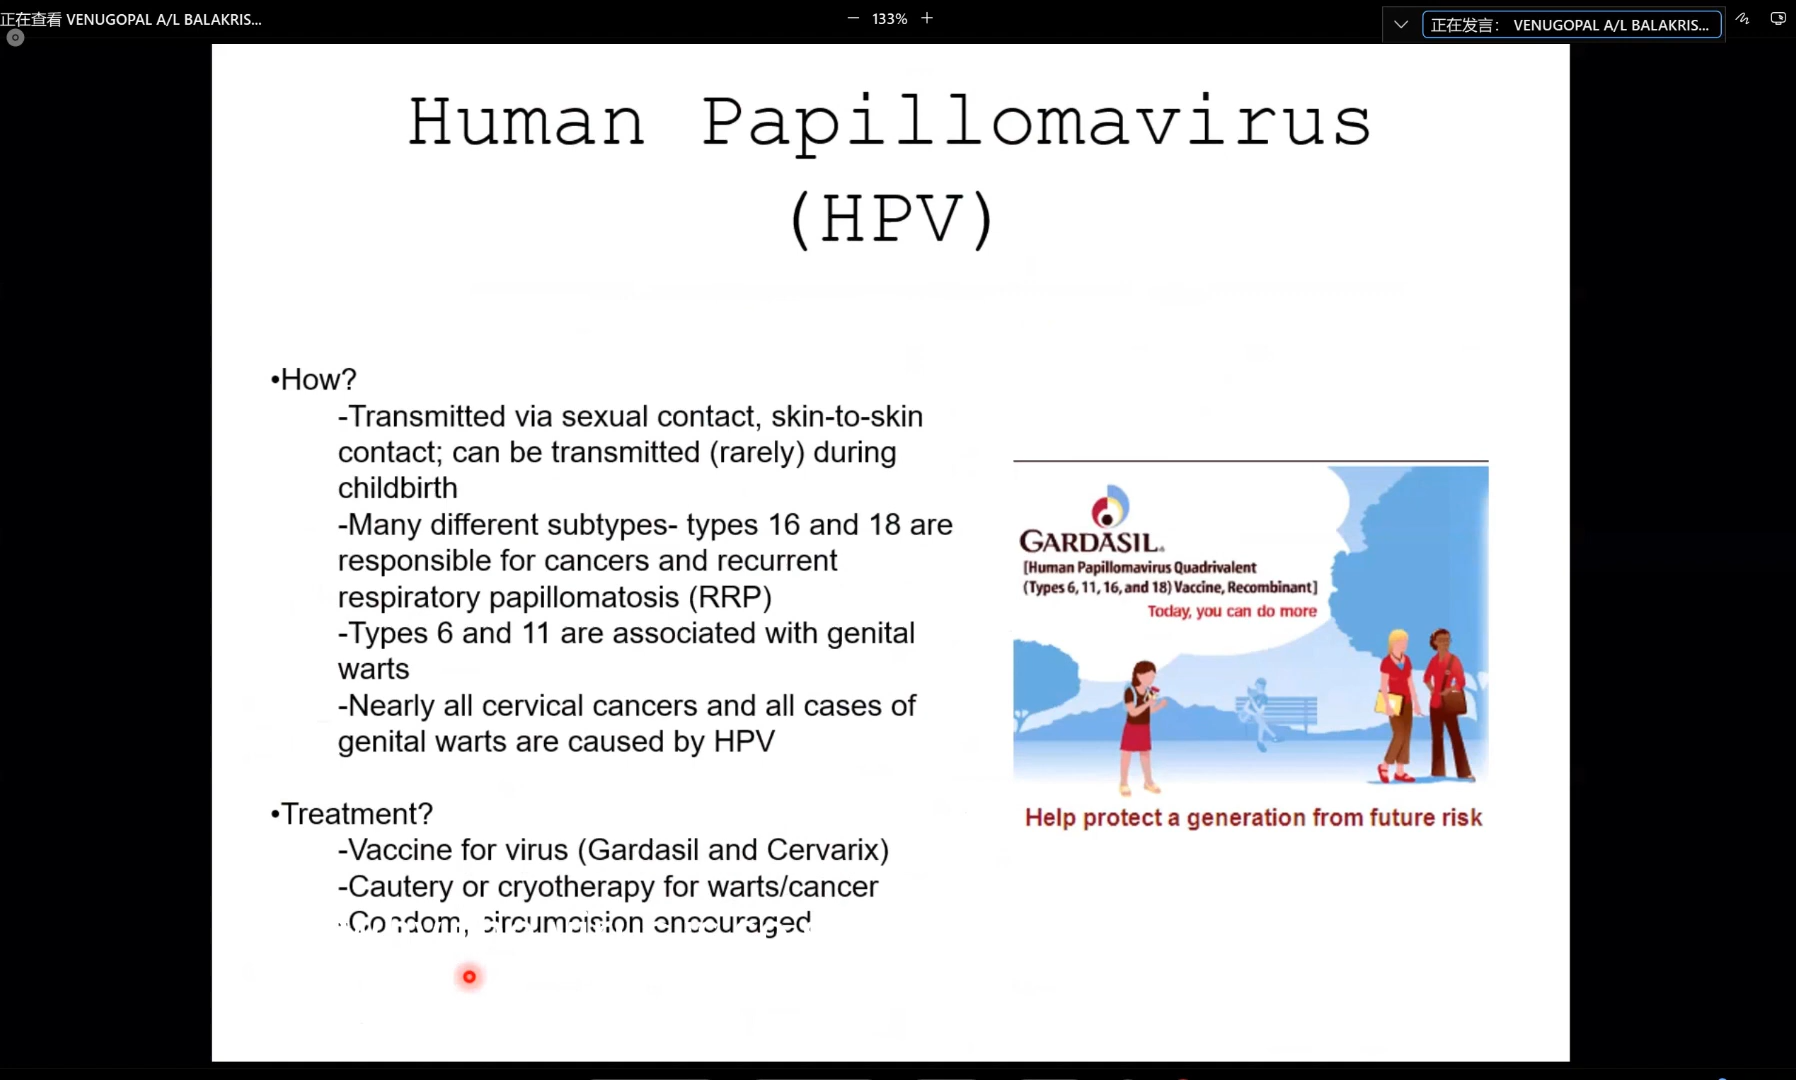 正在查看 VENUGOPAL A/L BALAKRIS...
133%
正在发言： VENUGOPAL A/L BALAKRIS...
Human Papillomavirus
(HPV)
•How?
-Transmitted via sexual contact, skin-to-skin
contact; can be transmitted (rarely) during
childbirth
-Many different subtypes- types 16 and 18 are
responsible for cancers and recurrent
respiratory papillomatosis (RRP)
-Types 6 and 11 are associated with genital
warts
-Nearly all cervical cancers and all cases of
genital warts are caused by HPV
•Treatment?
-Vaccine for virus (Gardasil and Cervarix)
-Cautery or cryotherapy for warts/cancer
-Condom, circumcision encouraged
GARDASIL
[Human Papillomavirus Quadrivalent
(Types 6, 11, 16, and 18) Vaccine, Recombinant]
Today, you can do more
Help protect a generation from future risk